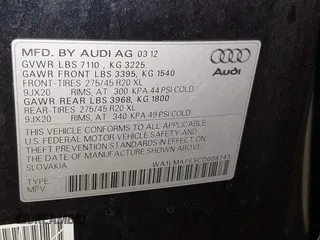 MFD. BY AUDI AG 03 12
GVWR LBS 7110 , KG 3225
GAWR FRONT LBS 3395, KG 1540
FRONT TIRES/PNEUS 275/45 R20 XL
9JX20 RIMS, AT 300 KPA/44 PSI COLD
GAWR REAR LBS 3968, KG 1800
REAR TIRES/PNEUS 275/45 R20 XL
9JX20 RIMS, AT 340 KPA/49 PSI COLD
THIS VEHICLE CONFORMS TO ALL APPLICABLE
U.S. FEDERAL MOTOR VEHICLE SAFETY
STANDARDS IN EFFECT ON THE DATE OF
MANUFACTURE SHOWN ABOVE.
SLOVAKIA
TYPE:
MPV
Audi